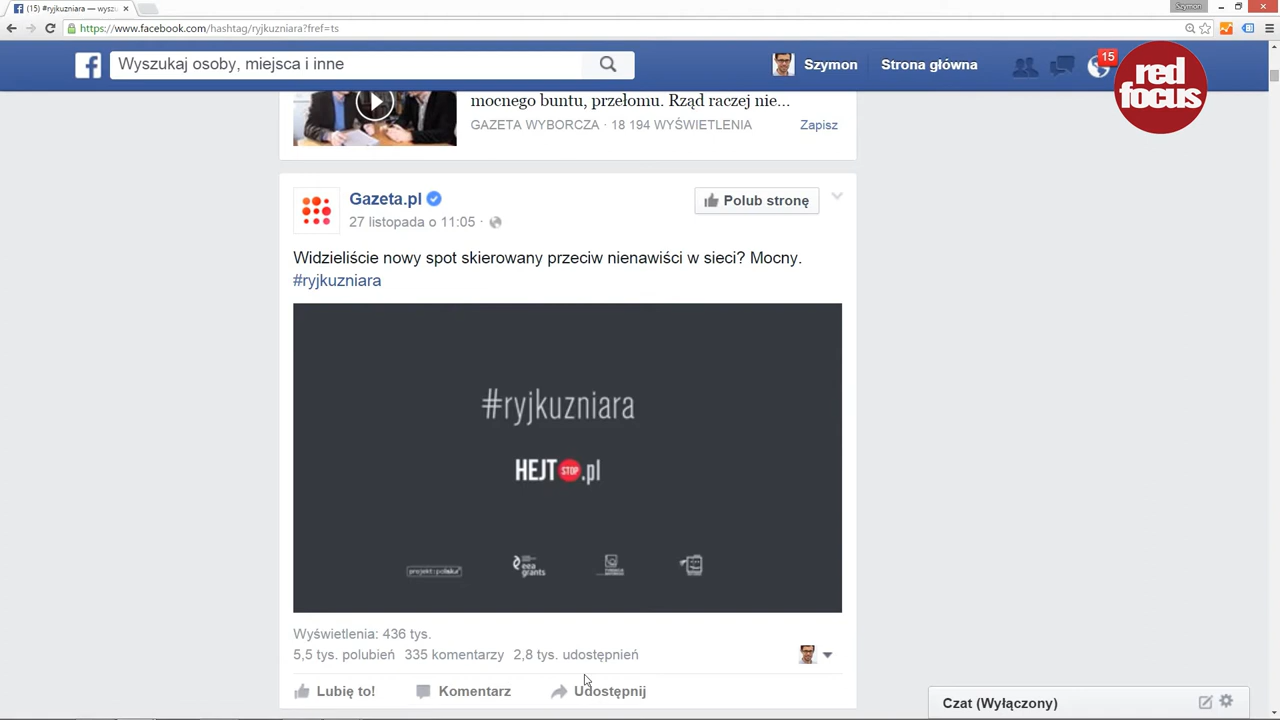 (15) #ryjkuzniara — wysz
Szymon
https://www.facebook.com/hashtag/ryjkuzniara?fref=ts
Wyszukaj osoby, miejsca i inne
Szymon
Strona główna
15
red
focus
mocnego buntu, przełomu. Rząd raczej nie...
GAZETA WYBORCZA · 18 194 WYŚWIETLENIA
Zapisz
Gazeta.pl
Polub stronę
27 listopada o 11:05 ·
Widzieliście nowy spot skierowany przeciw nienawiści w sieci? Mocny.
#ryjkuzniara
#ryjkuzniara
HEJT STOP .pl
projekt: polska
eea
grants
Wyświetlenia: 436 tys.
5,5 tys. polubień 335 komentarzy 2,8 tys. udostępnień
Lubię to! Komentarz Udostępnij
Czat (Wyłączony)